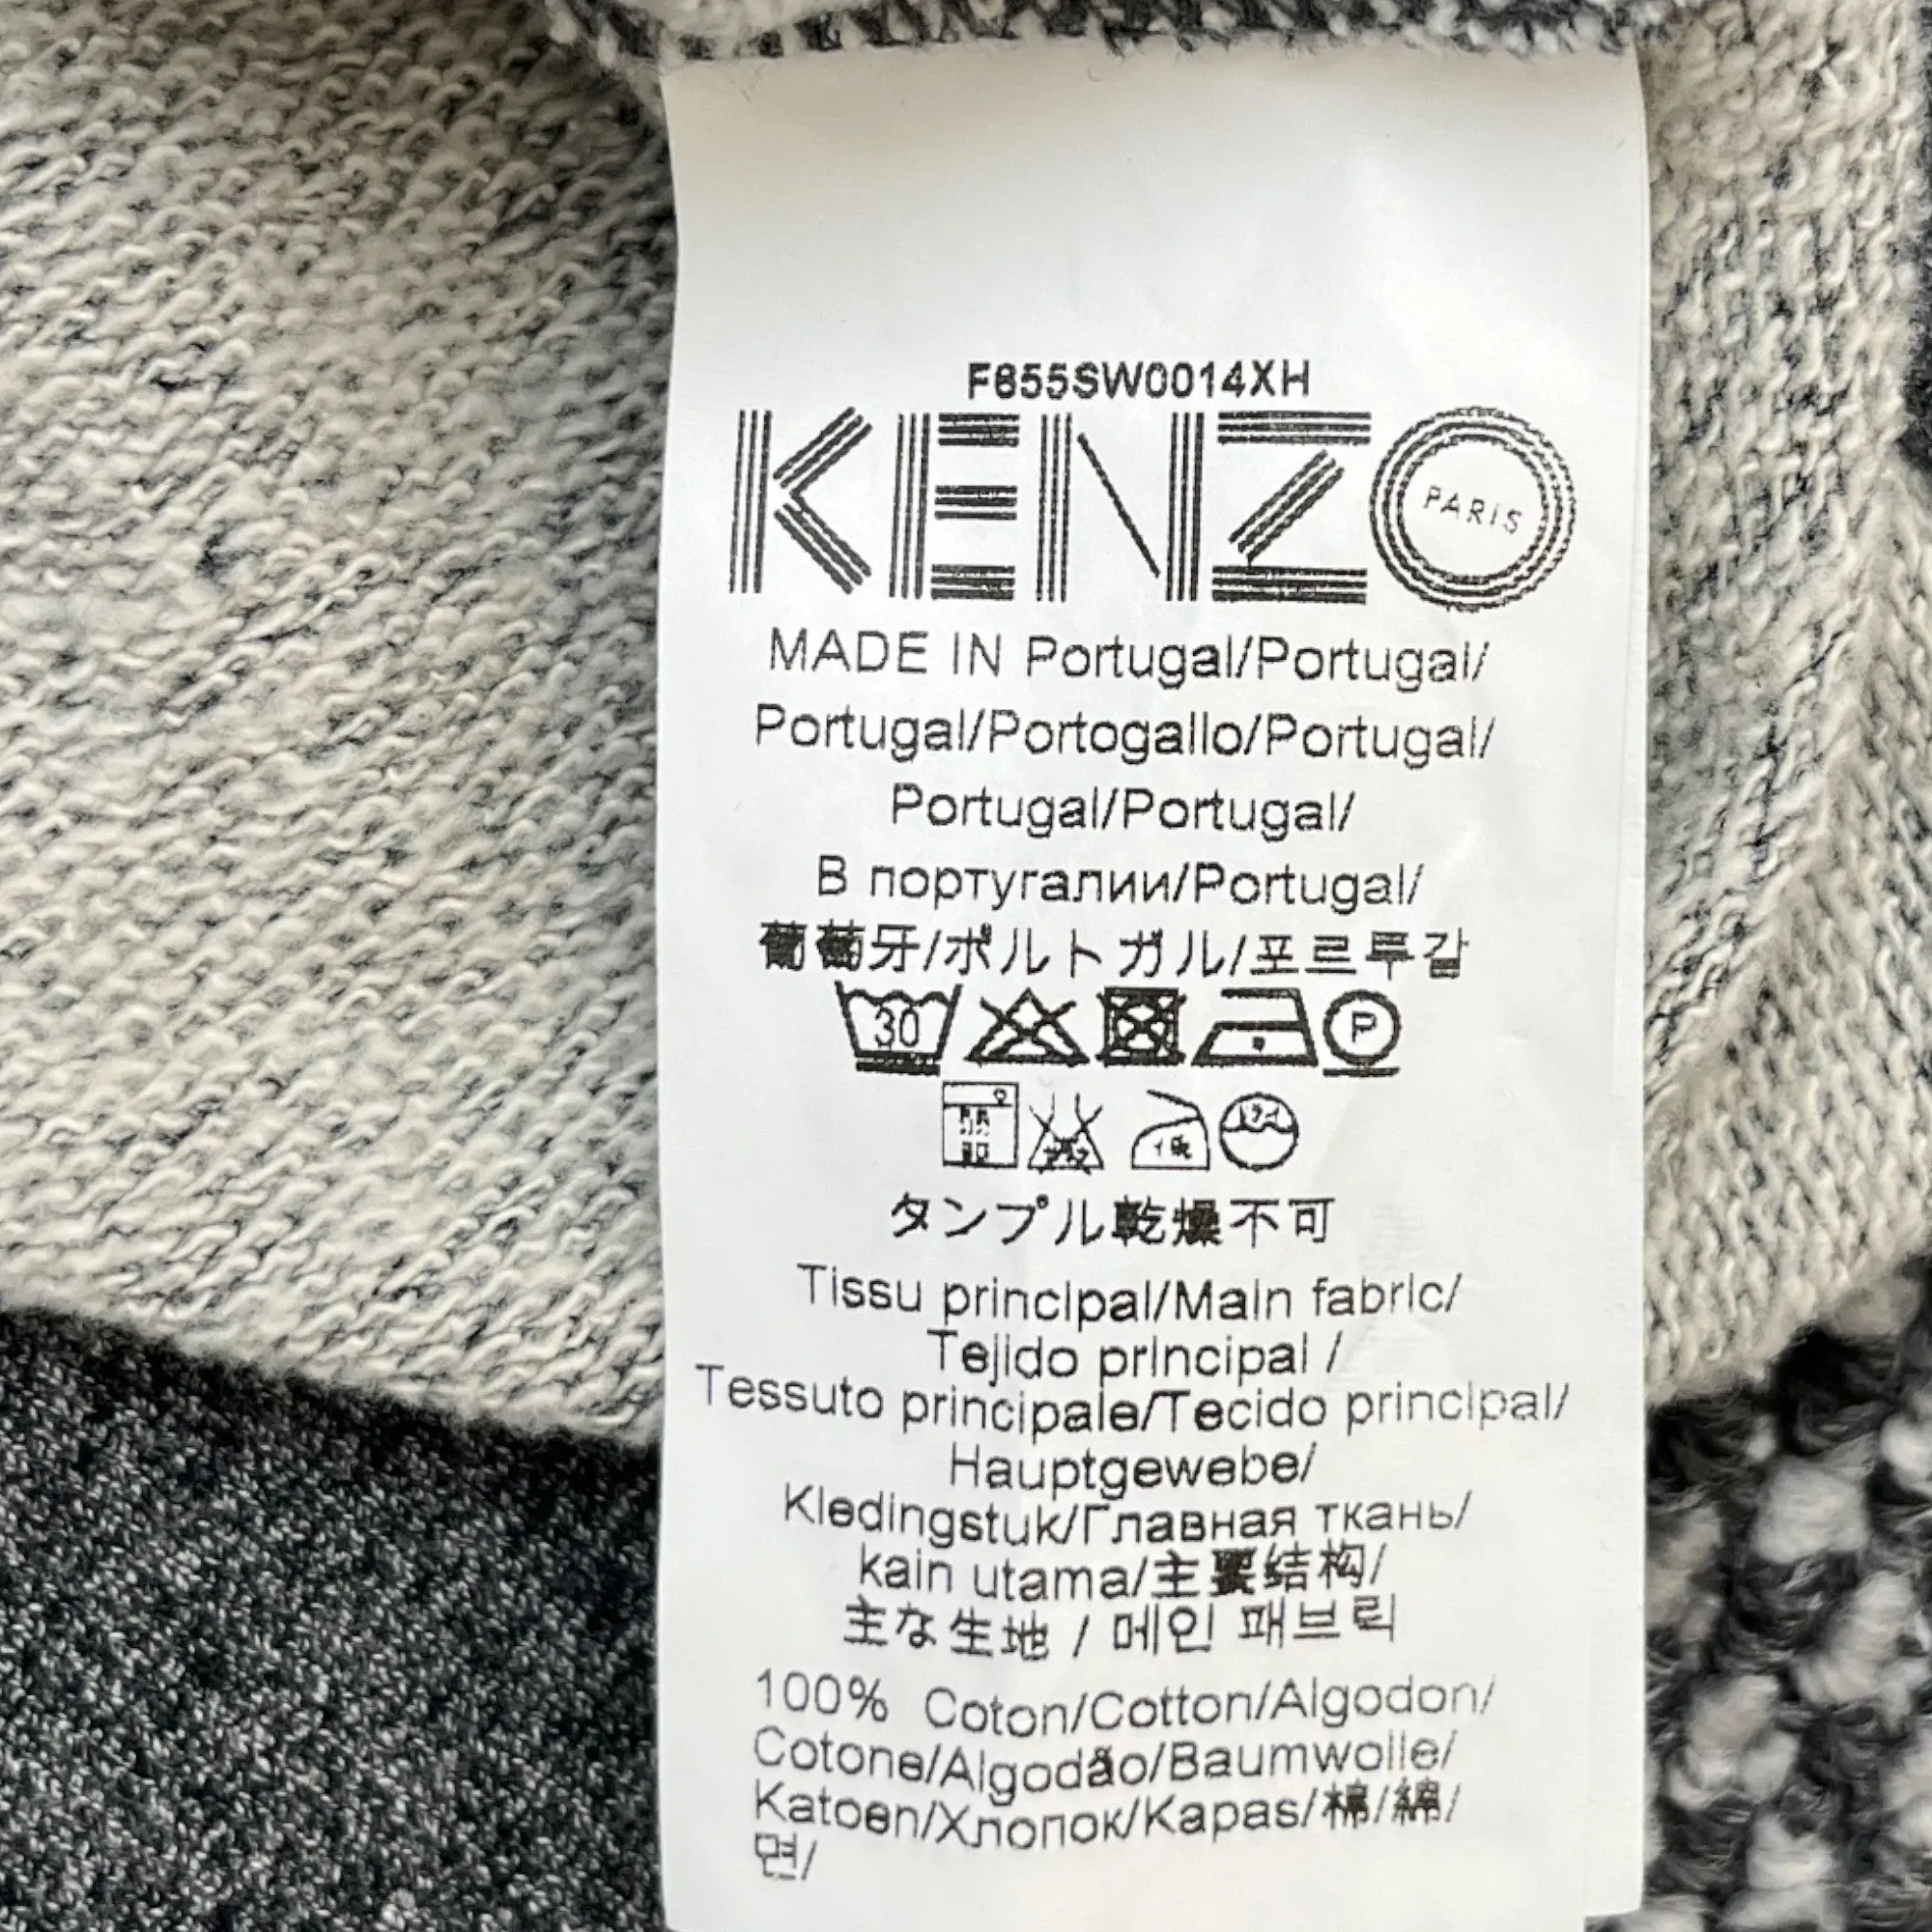 F655SW0014XH
KENZO PARIS
MADE IN Portugal/Portugal/
Portugal/Portogallo/Portugal/
Portugal/Portugal/
В португалии/Portugal/
葡萄牙/ポルトガル/포르투갈
30 P
タンプル乾燥不可
Tissu principal/Main fabric/
Tejido principal /
Tessuto principale/Tecido principal/
Hauptgewebe/
Kledingstuk/Главная ткань/
kain utama/主要结构/
主な生地 / 메인 패브릭
100% Coton/Cotton/Algodon/
Cotone/Algodão/Baumwolle/
Katoen/Хлопок/Kapas/棉/綿/
면/